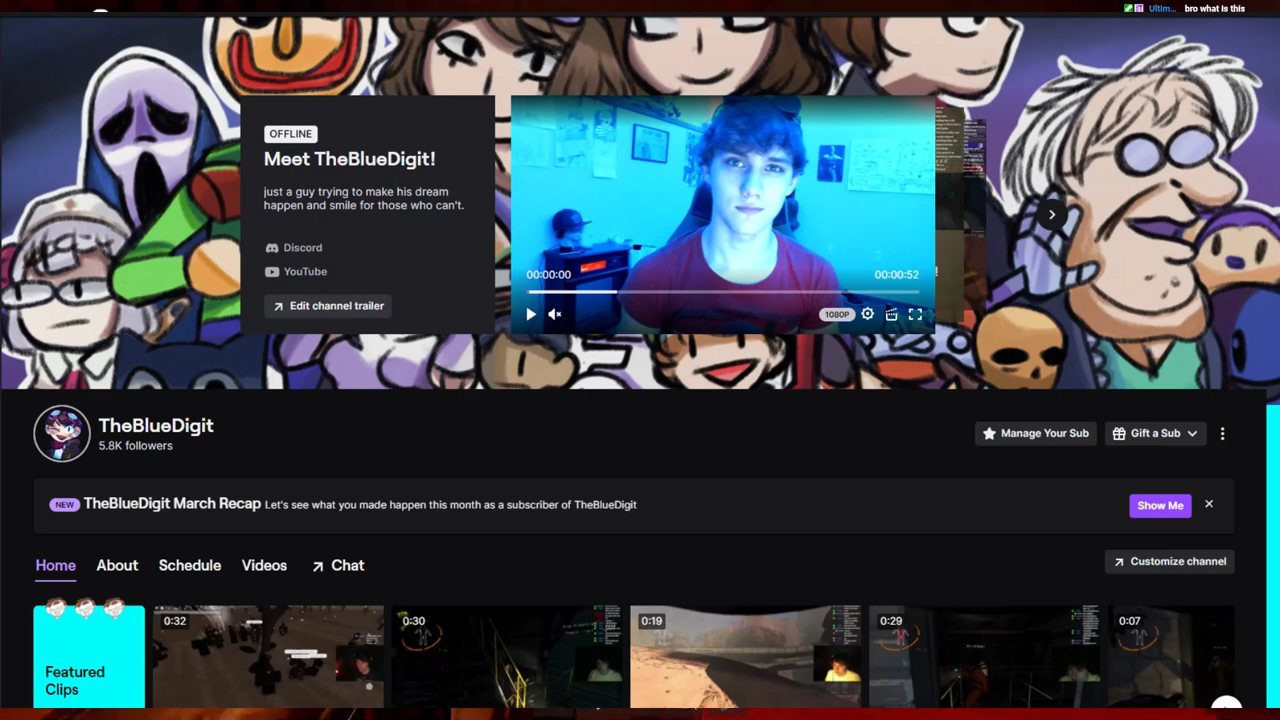 Ultim... bro what is this
OFFLINE
Meet TheBlueDigit!
just a guy trying to make his dream
happen and smile for those who can't.
Discord
YouTube
Edit channel trailer
00:00:00
00:00:52
1080P
TheBlueDigit
5.8K followers
Manage Your Sub
Gift a Sub
NEW TheBlueDigit March Recap Let's see what you made happen this month as a subscriber of TheBlueDigit
Show Me
Home About Schedule Videos Chat
Customize channel
Featured
Clips
0:32
0:30
0:19
0:29
0:07